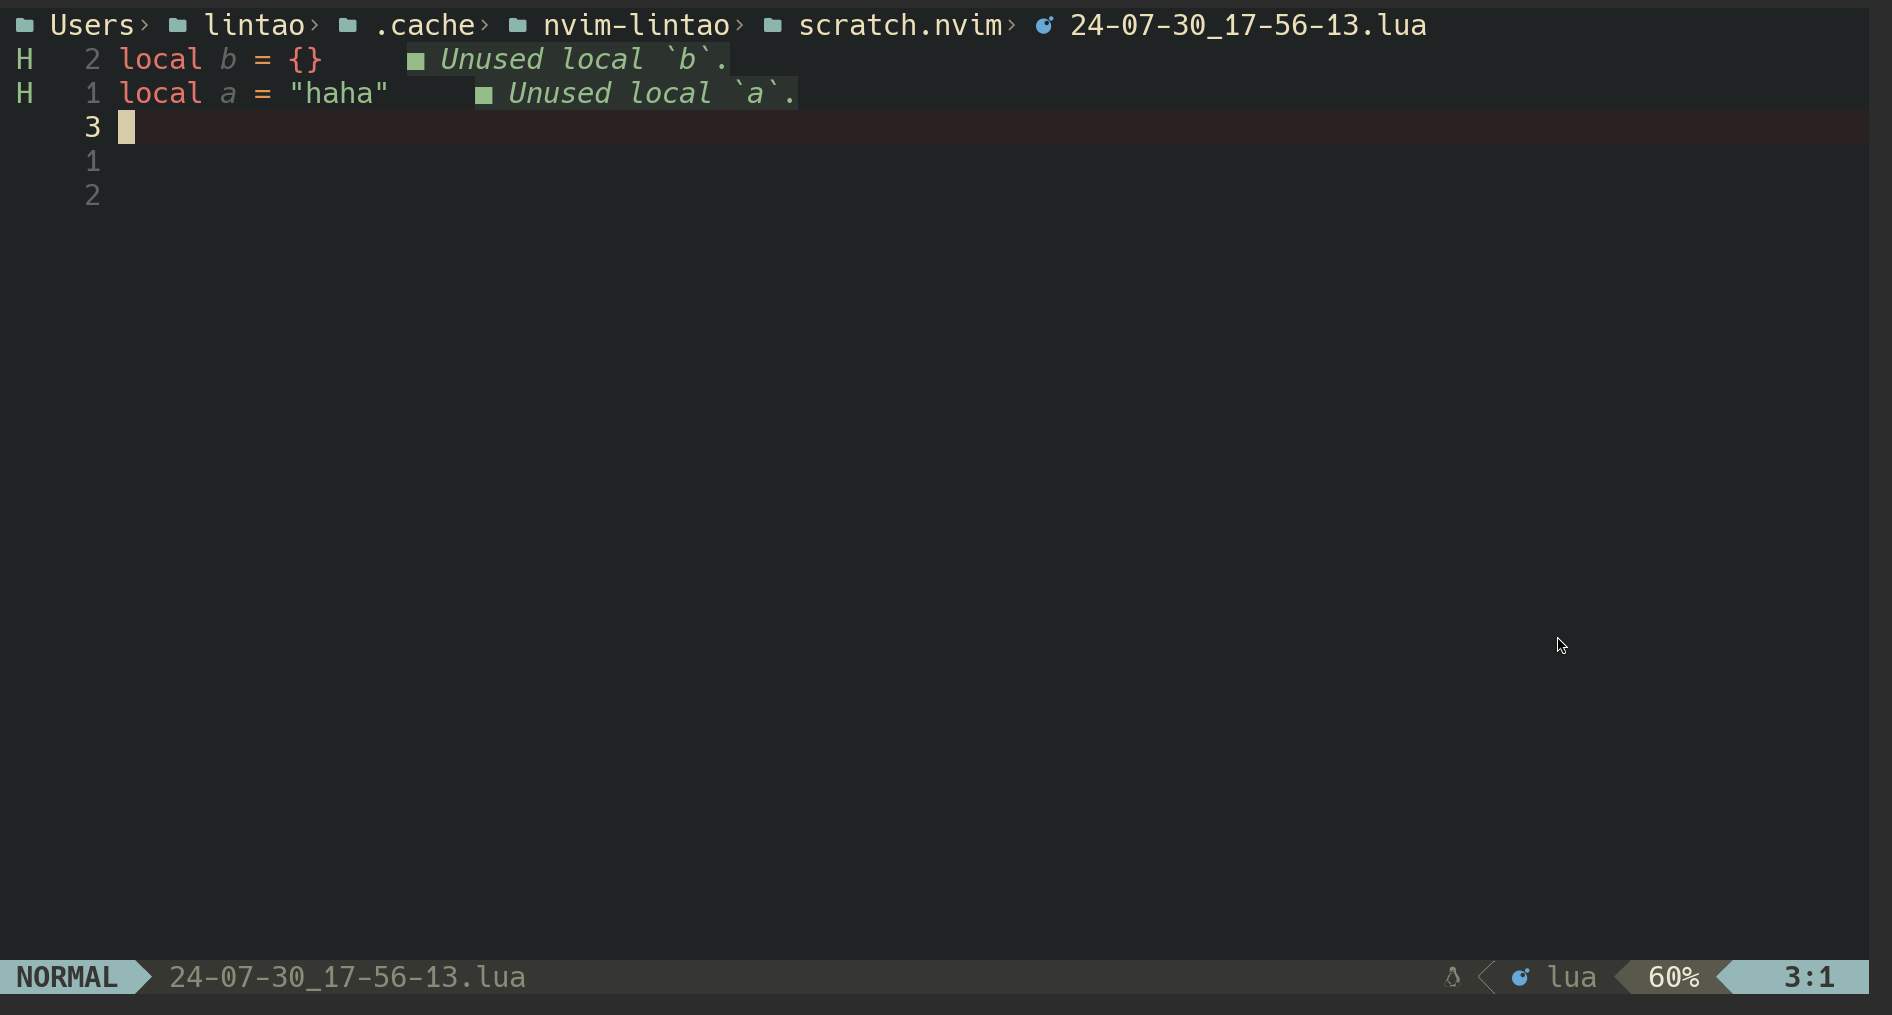 Users › lintao › .cache › nvim-lintao › scratch.nvim › 24-07-30_17-56-13.lua
H 2 local b = {} ■ Unused local `b`.
H 1 local a = "haha" ■ Unused local `a`.
3
1
2
NORMAL 24-07-30_17-56-13.lua lua 60% 3:1